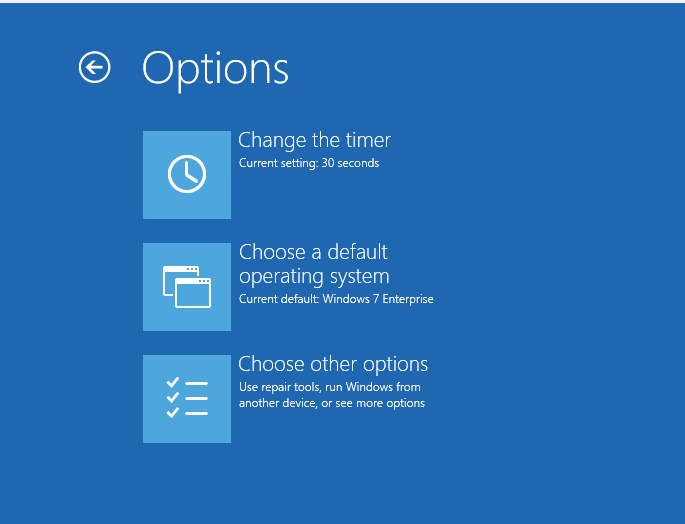 Options
Change the timer
Current setting: 30 seconds
Choose a default
operating system
Current default: Windows 7 Enterprise
Choose other options
Use repair tools, run Windows from
another device, or see more options